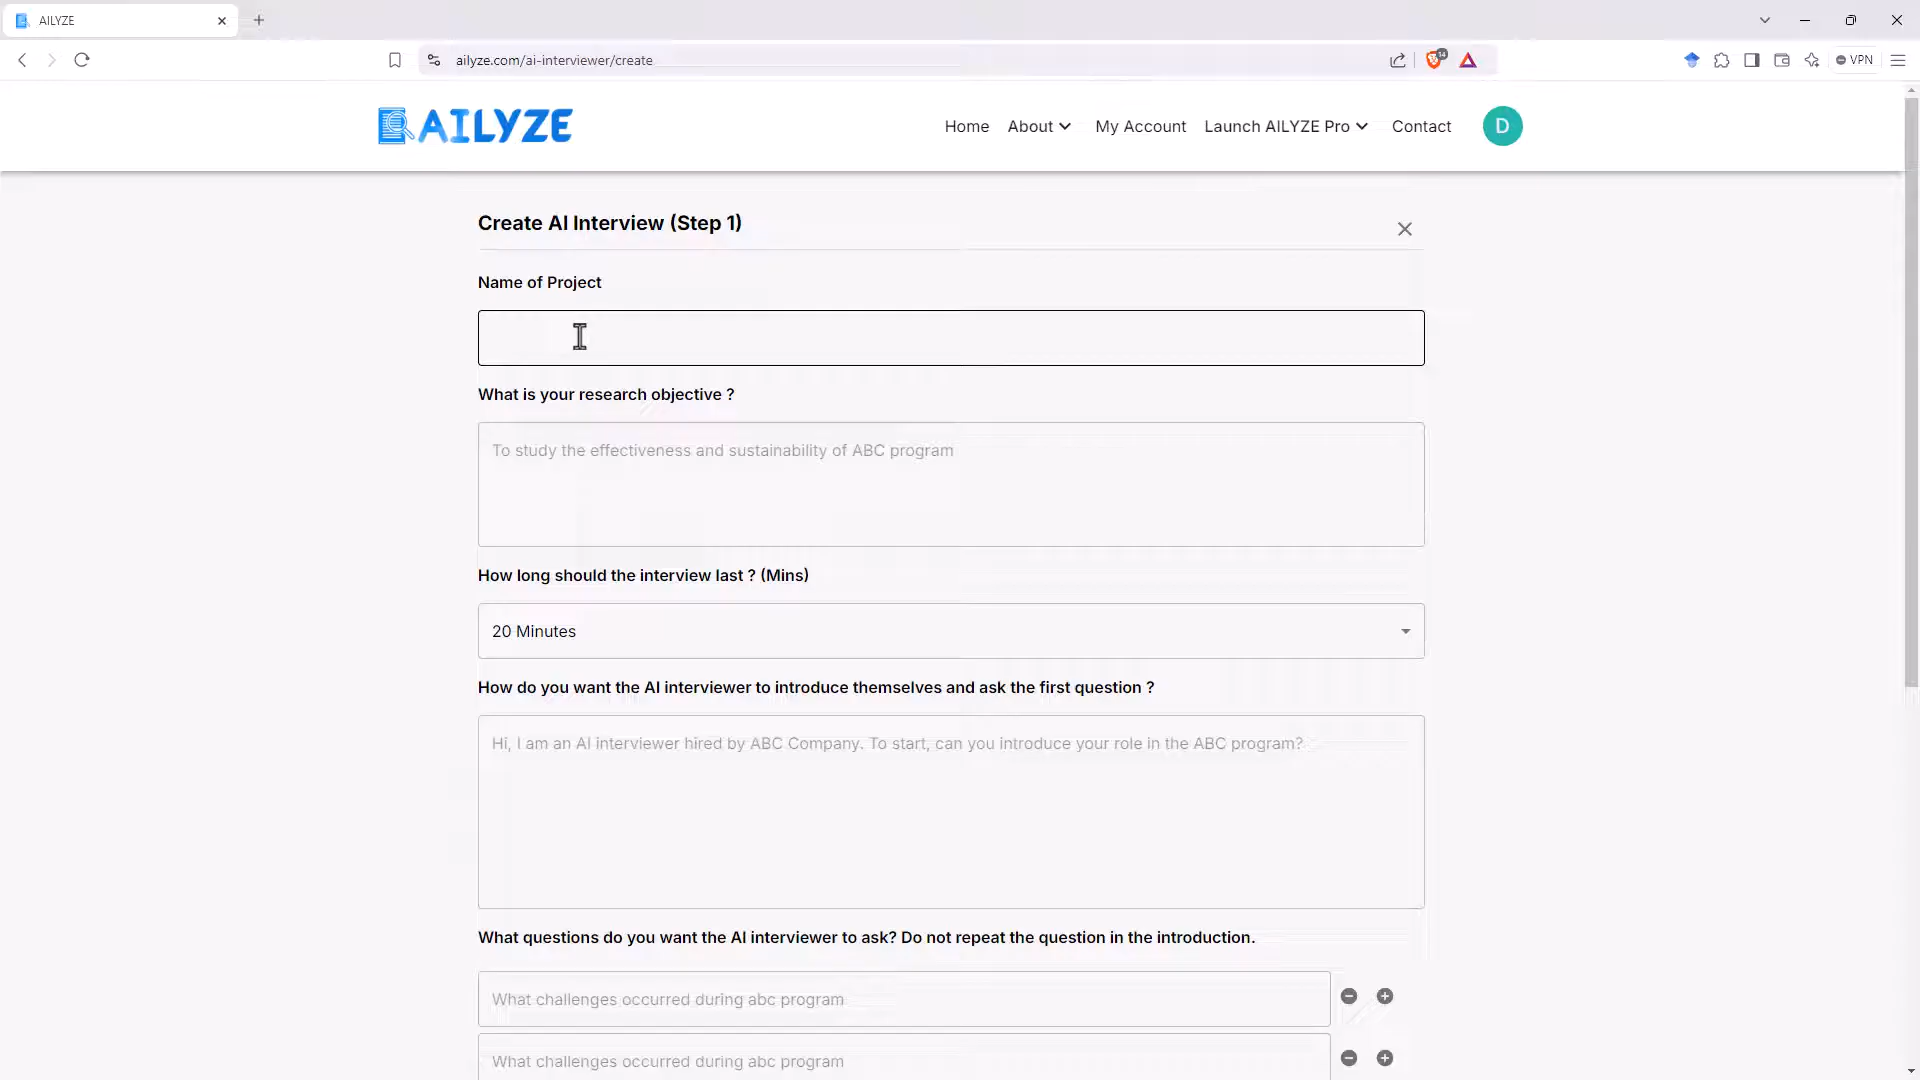 AILYZE
ailyze.com/ai-interviewer/create
14
VPN
AILYZE
Home
About
My Account
Launch AILYZE Pro
Contact
D
Create AI Interview (Step 1)
Name of Project
What is your research objective ?
To study the effectiveness and sustainability of ABC program
How long should the interview last ? (Mins)
20 Minutes
How do you want the AI interviewer to introduce themselves and ask the first question ?
Hi, I am an AI interviewer hired by ABC Company. To start, can you introduce your role in the ABC program?
What questions do you want the AI interviewer to ask? Do not repeat the question in the introduction.
What challenges occurred during abc program
What challenges occurred during abc program